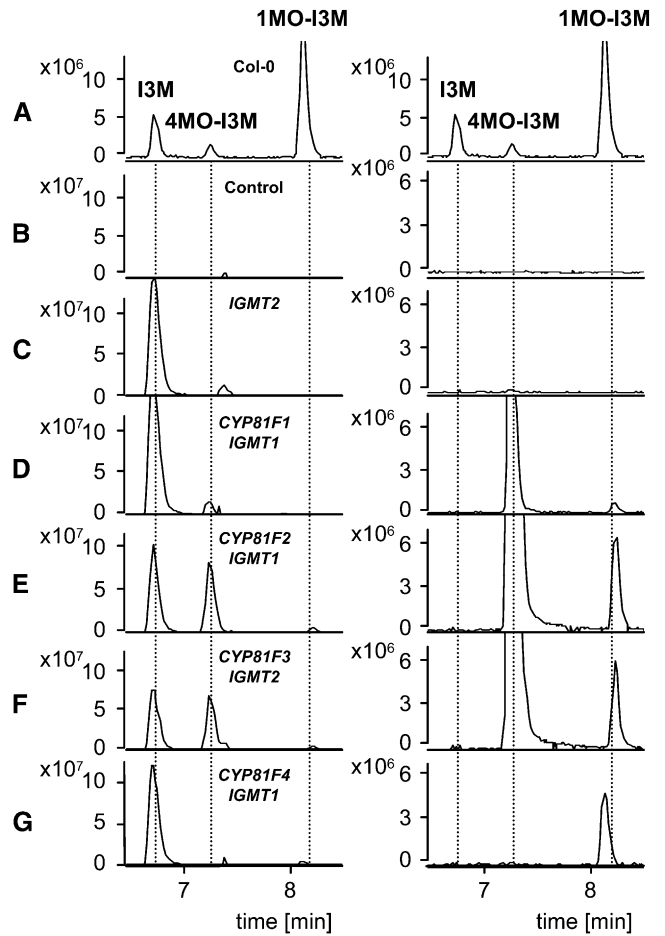 1MO-I3M 1MO-I3M
x10⁶ Col-0 x10⁶
10 I3M 10 I3M
A 5 4MO-I3M 5 4MO-I3M
0 0
x10⁷ Control x10⁶
10 6
B 5 3
0 0
x10⁷ IGMT2 x10⁶
10 6
C 5 3
0 0
x10⁷ CYP81F1 x10⁶
10 IGMT1 6
D 5 3
0 0
x10⁷ CYP81F2 x10⁶
10 IGMT1 6
E 5 3
0 0
x10⁷ CYP81F3 x10⁶
10 IGMT2 6
F 5 3
0 0
x10⁷ CYP81F4 x10⁶
10 IGMT1 6
G 5 3
0 0
7 8 7 8
time [min] time [min]